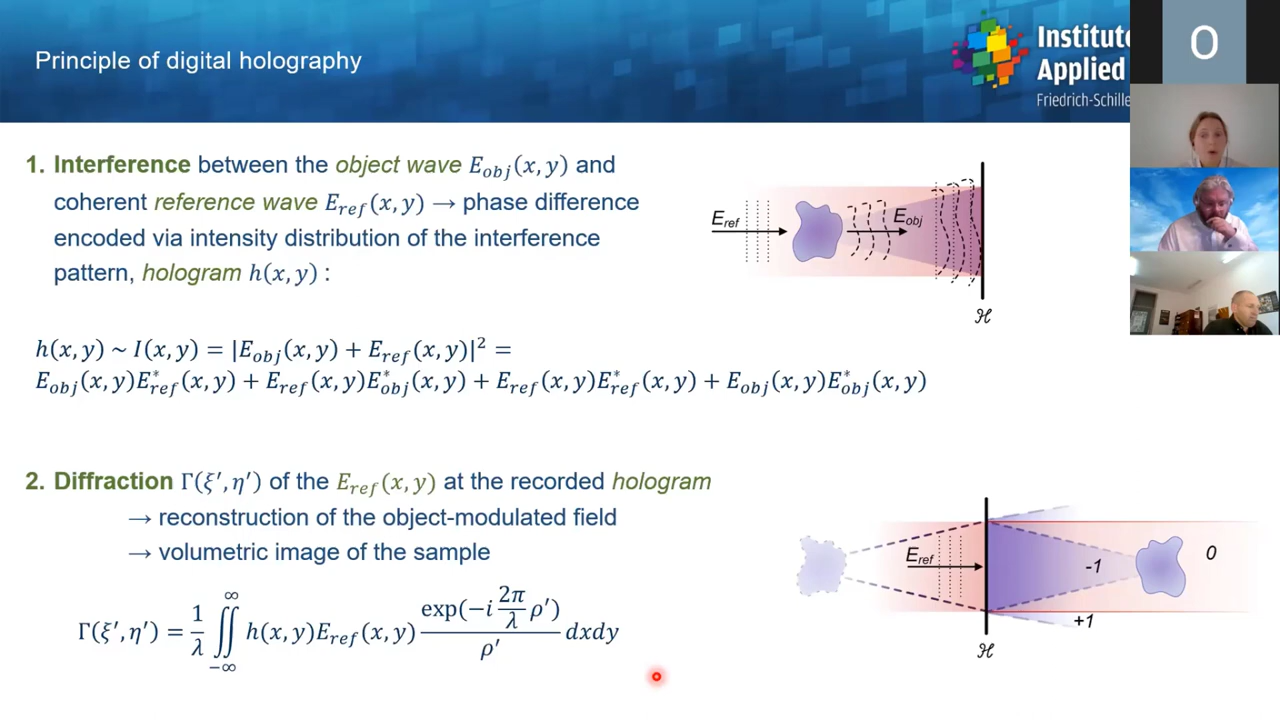 Principle of digital holography
Institute
Applied
Friedrich-Schille
O
1. Interference between the object wave E_obj(x, y) and
coherent reference wave E_ref(x, y) → phase difference
encoded via intensity distribution of the interference
pattern, hologram h(x, y) :
E_ref
E_obj
ℋ
h(x, y) ~ I(x, y) = |E_obj(x, y) + E_ref(x, y)|² =
E_obj(x, y)E*_ref(x, y) + E_ref(x, y)E*_obj(x, y) + E_ref(x, y)E*_ref(x, y) + E_obj(x, y)E*_obj(x, y)
2. Diffraction Γ(ξ′, η′) of the E_ref(x, y) at the recorded hologram
→ reconstruction of the object-modulated field
→ volumetric image of the sample
Γ(ξ′, η′) = 1/λ ∬_{-∞}^{∞} h(x, y)E_ref(x, y) exp(−i 2π/λ ρ′)/ρ′ dxdy
E_ref
-1
0
+1
ℋ